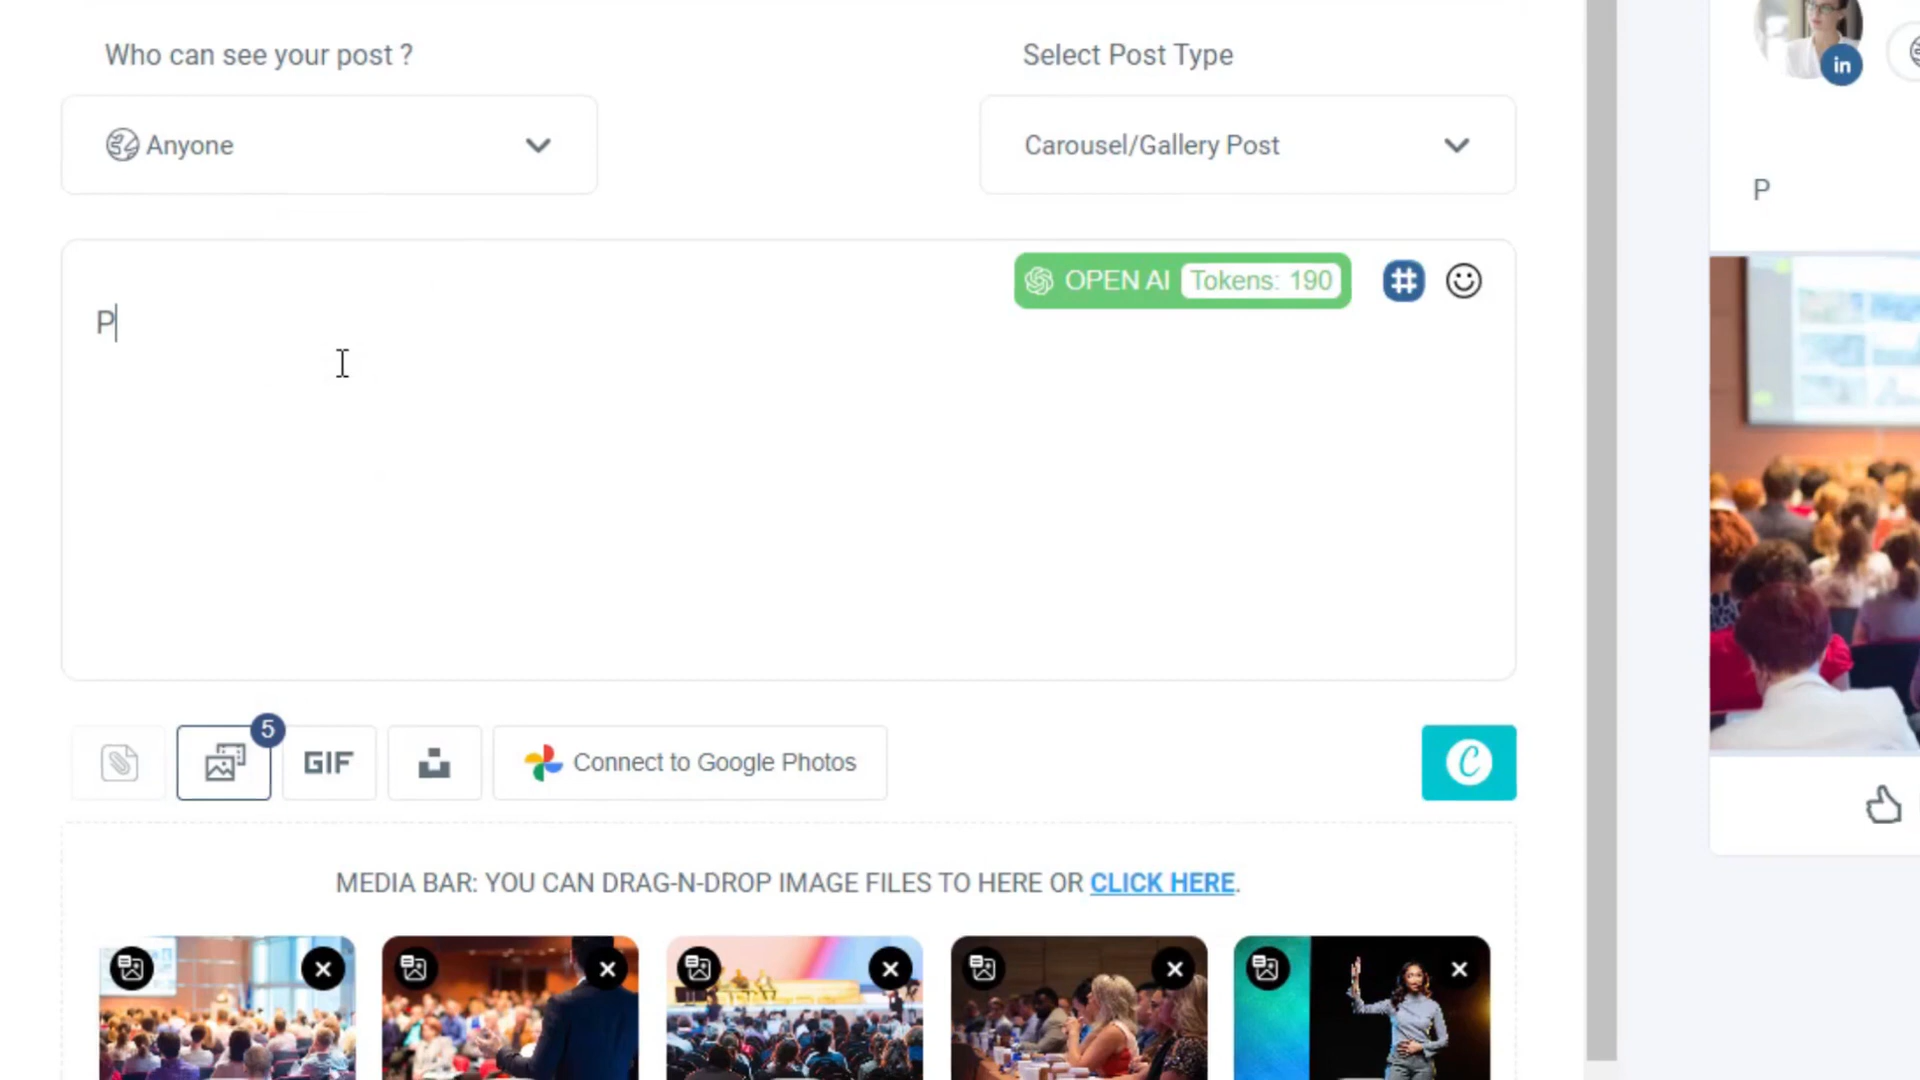 Who can see your post ?
Select Post Type
Anyone
Carousel/Gallery Post
in
P
OPEN AI Tokens: 190
#
P
5
GIF
Connect to Google Photos
C
MEDIA BAR: YOU CAN DRAG-N-DROP IMAGE FILES TO HERE OR CLICK HERE.